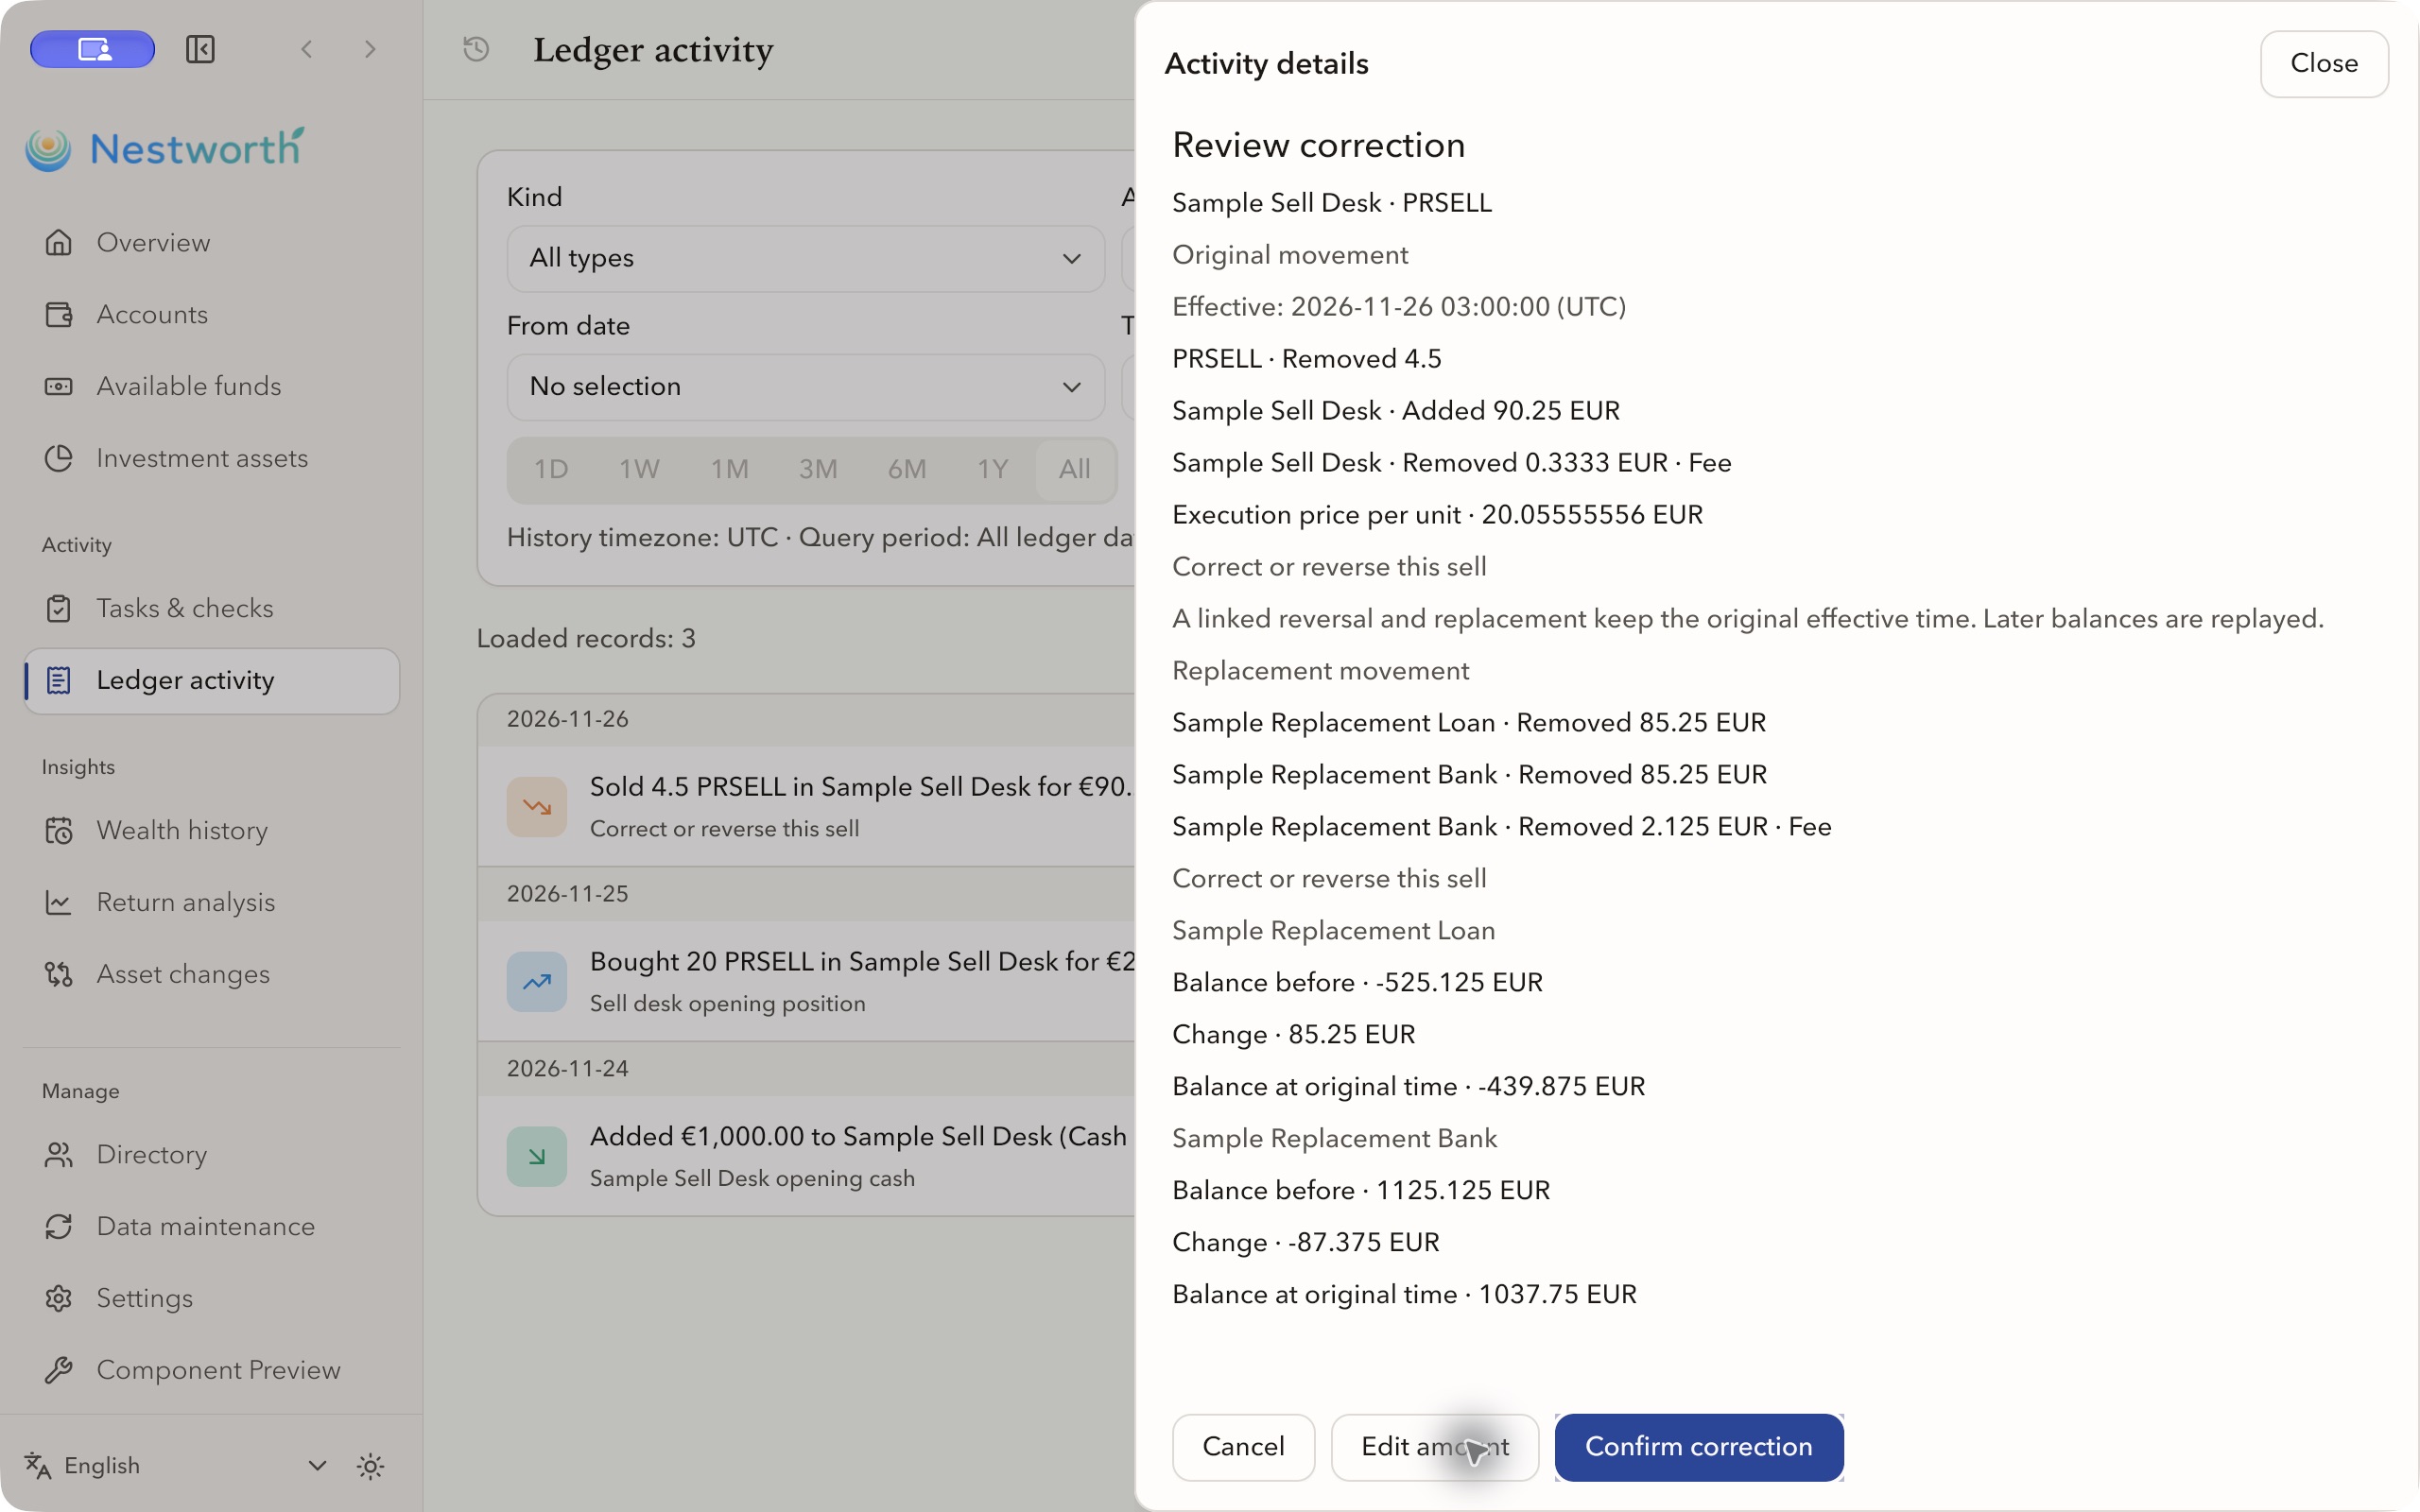 Nestworth
Overview
Accounts
Available funds
Investment assets
Activity
Tasks & checks
Ledger activity
Insights
Wealth history
Return analysis
Asset changes
Manage
Directory
Data maintenance
Settings
Component Preview
English
Ledger activity
Kind
All types
From date
No selection
1D 1W 1M 3M 6M 1Y All
History timezone: UTC · Query period: All ledger da
Loaded records: 3
2026-11-26
Sold 4.5 PRSELL in Sample Sell Desk for €90.
Correct or reverse this sell
2026-11-25
Bought 20 PRSELL in Sample Sell Desk for €2
Sell desk opening position
2026-11-24
Added €1,000.00 to Sample Sell Desk (Cash
Sample Sell Desk opening cash
Activity details
Close
Review correction
Sample Sell Desk · PRSELL
Original movement
Effective: 2026-11-26 03:00:00 (UTC)
PRSELL · Removed 4.5
Sample Sell Desk · Added 90.25 EUR
Sample Sell Desk · Removed 0.3333 EUR · Fee
Execution price per unit · 20.05555556 EUR
Correct or reverse this sell
A linked reversal and replacement keep the original effective time. Later balances are replayed.
Replacement movement
Sample Replacement Loan · Removed 85.25 EUR
Sample Replacement Bank · Removed 85.25 EUR
Sample Replacement Bank · Removed 2.125 EUR · Fee
Correct or reverse this sell
Sample Replacement Loan
Balance before · -525.125 EUR
Change · 85.25 EUR
Balance at original time · -439.875 EUR
Sample Replacement Bank
Balance before · 1125.125 EUR
Change · -87.375 EUR
Balance at original time · 1037.75 EUR
Cancel
Edit amount
Confirm correction